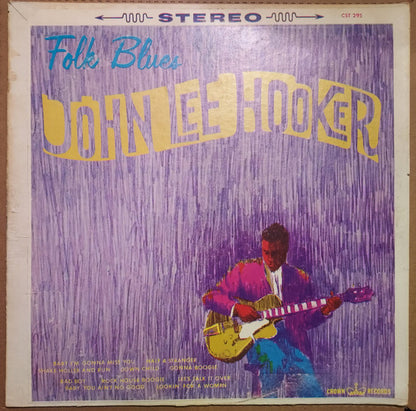 STEREO
CST 295
Folk Blues
JOHN LEE HOOKER
BABY I'M GONNA MISS YOU HALF A STRANGER
SHAKE HOLLER AND RUN DOWN CHILD GONNA BOOGIE
BAD BOY ROCK HOUSE BOOGIE LET'S TALK IT OVER
BABY YOU AIN'T NO GOOD LOOKIN' FOR A WOMAN
CROWN RECORDS